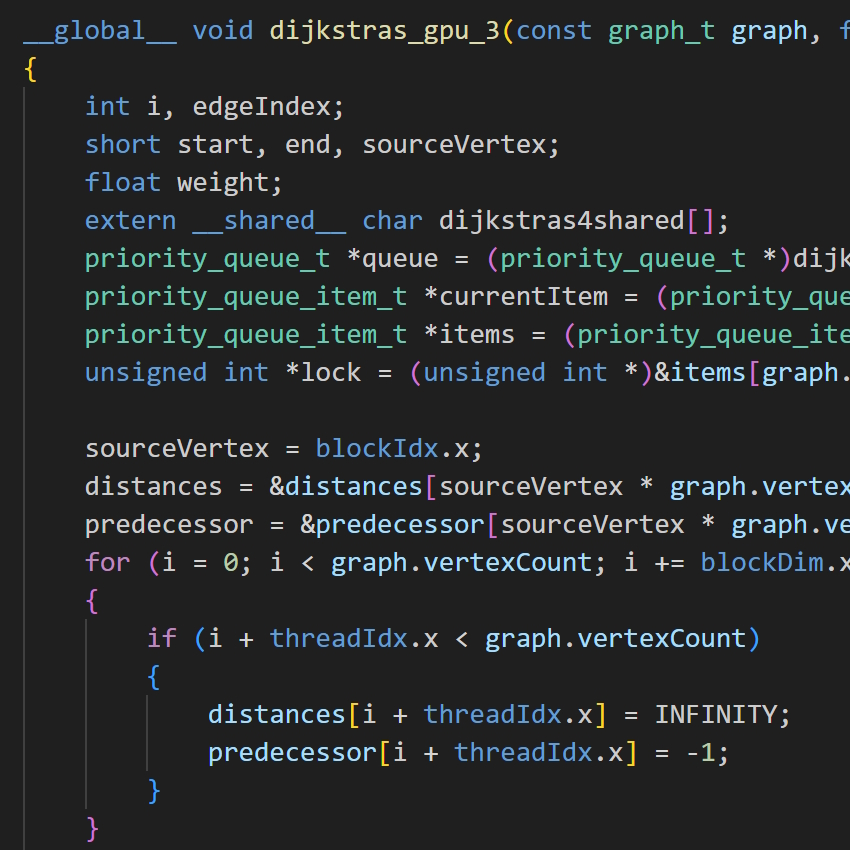 __global__ void dijkstras_gpu_3(const graph_t graph, f
{
    int i, edgeIndex;
    short start, end, sourceVertex;
    float weight;
    extern __shared__ char dijkstras4shared[];
    priority_queue_t *queue = (priority_queue_t *)dijk
    priority_queue_item_t *currentItem = (priority_que
    priority_queue_item_t *items = (priority_queue_ite
    unsigned int *lock = (unsigned int *)&items[graph.
    sourceVertex = blockIdx.x;
    distances = &distances[sourceVertex * graph.vertex
    predecessor = &predecessor[sourceVertex * graph.ve
    for (i = 0; i < graph.vertexCount; i += blockDim.x
    {
        if (i + threadIdx.x < graph.vertexCount)
        {
            distances[i + threadIdx.x] = INFINITY;
            predecessor[i + threadIdx.x] = -1;
        }
    }